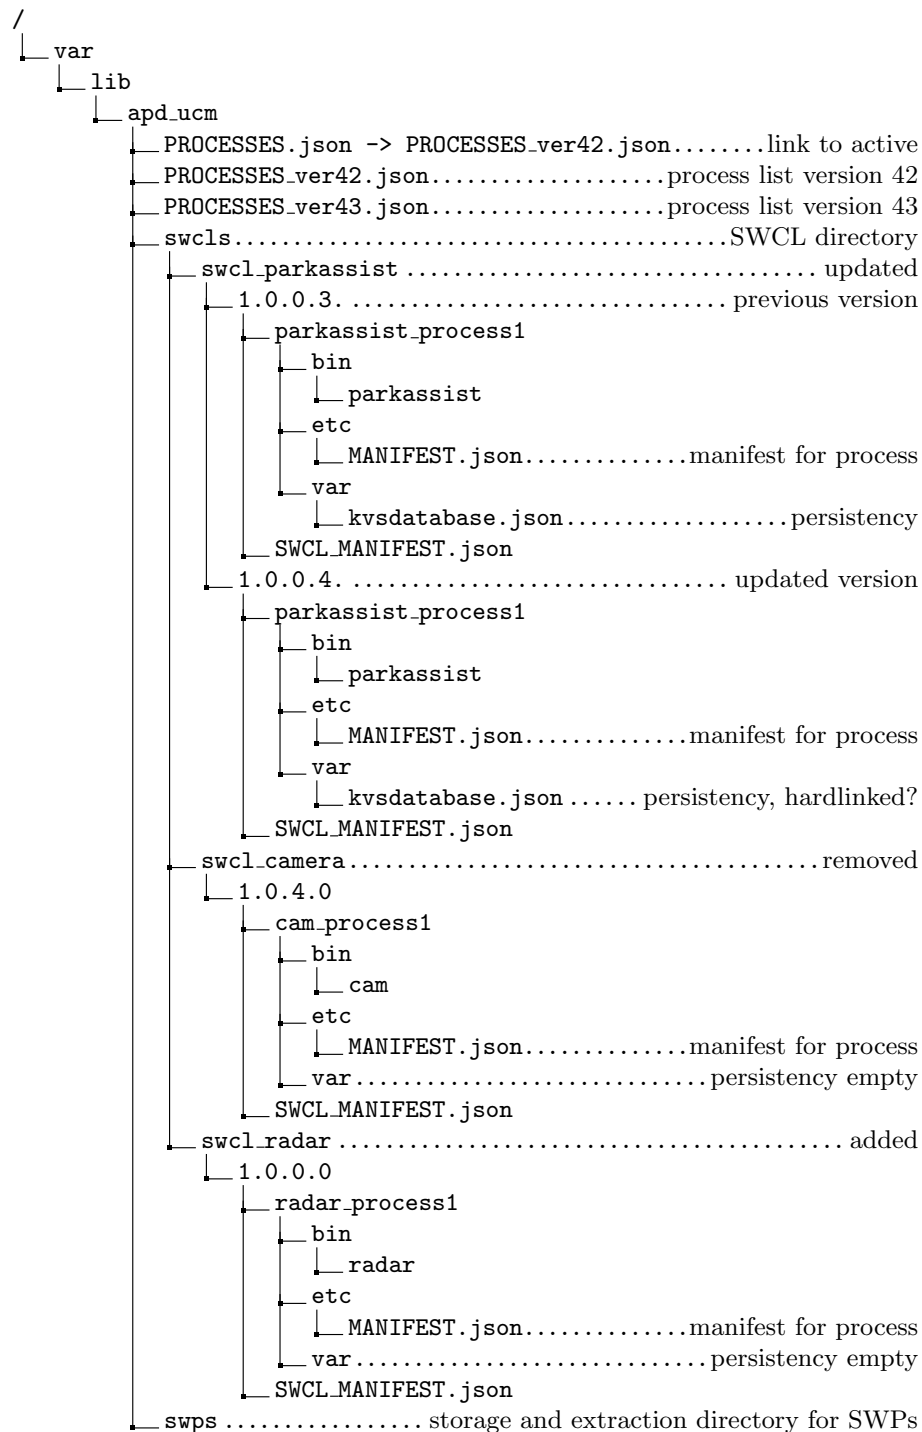 /
var
lib
apd_ucm
PROCESSES.json -> PROCESSES_ver42.json........link to active
PROCESSES_ver42.json....................process list version 42
PROCESSES_ver43.json....................process list version 43
swcls..........................................SWCL directory
swcl_parkassist ................................... updated
1.0.0.3. ................................ previous version
parkassist_process1
bin
parkassist
etc
MANIFEST.json..............manifest for process
var
kvsdatabase.json...................persistency
SWCL_MANIFEST.json
1.0.0.4. ................................ updated version
parkassist_process1
bin
parkassist
etc
MANIFEST.json..............manifest for process
var
kvsdatabase.json ...... persistency, hardlinked?
SWCL_MANIFEST.json
swcl_camera........................................removed
1.0.4.0
cam_process1
bin
cam
etc
MANIFEST.json..............manifest for process
var..............................persistency empty
SWCL_MANIFEST.json
swcl_radar ........................................... added
1.0.0.0
radar_process1
bin
radar
etc
MANIFEST.json..............manifest for process
var..............................persistency empty
SWCL_MANIFEST.json
swps ................. storage and extraction directory for SWPs